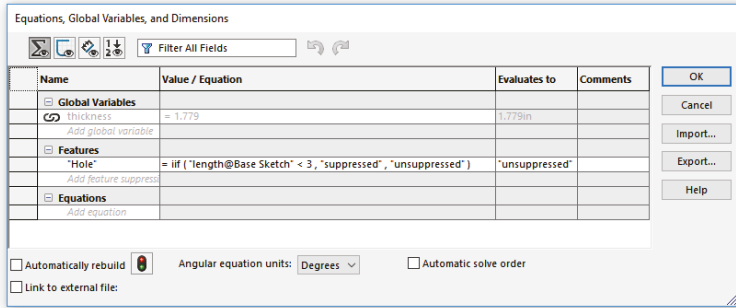 Equations, Global Variables, and Dimensions
Filter All Fields
Name Value / Equation Evaluates to Comments
Global Variables
thickness = 1.779 1.779in
Add global variable
Features
"Hole" = iif ( "length@Base Sketch" < 3 , "suppressed" , "unsuppressed" ) "unsuppressed"
Add feature suppressi
Equations
Add equation
OK
Cancel
Import...
Export...
Help
Automatically rebuild Angular equation units: Degrees Automatic solve order
Link to external file: